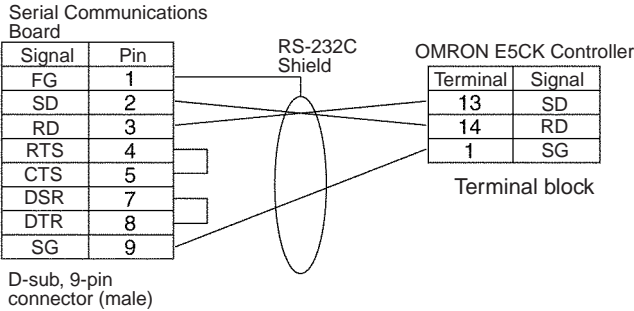 Serial Communications
Board
Signal Pin
FG 1
SD 2
RD 3
RTS 4
CTS 5
DSR 7
DTR 8
SG 9
D-sub, 9-pin
connector (male)
RS-232C
Shield
OMRON E5CK Controller
Terminal Signal
13 SD
14 RD
1 SG
Terminal block